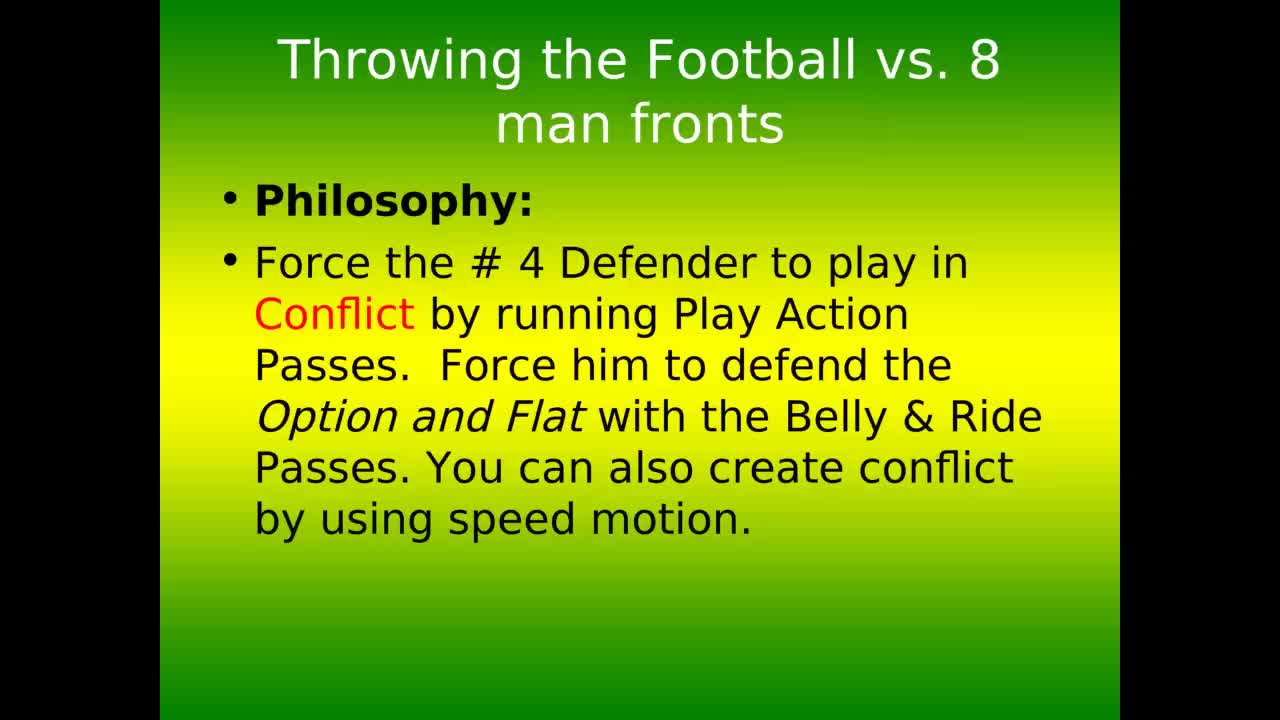 Throwing the Football vs. 8
man fronts
• Philosophy:
• Force the # 4 Defender to play in
Conflict by running Play Action
Passes.  Force him to defend the
Option and Flat with the Belly & Ride
Passes. You can also create conflict
by using speed motion.